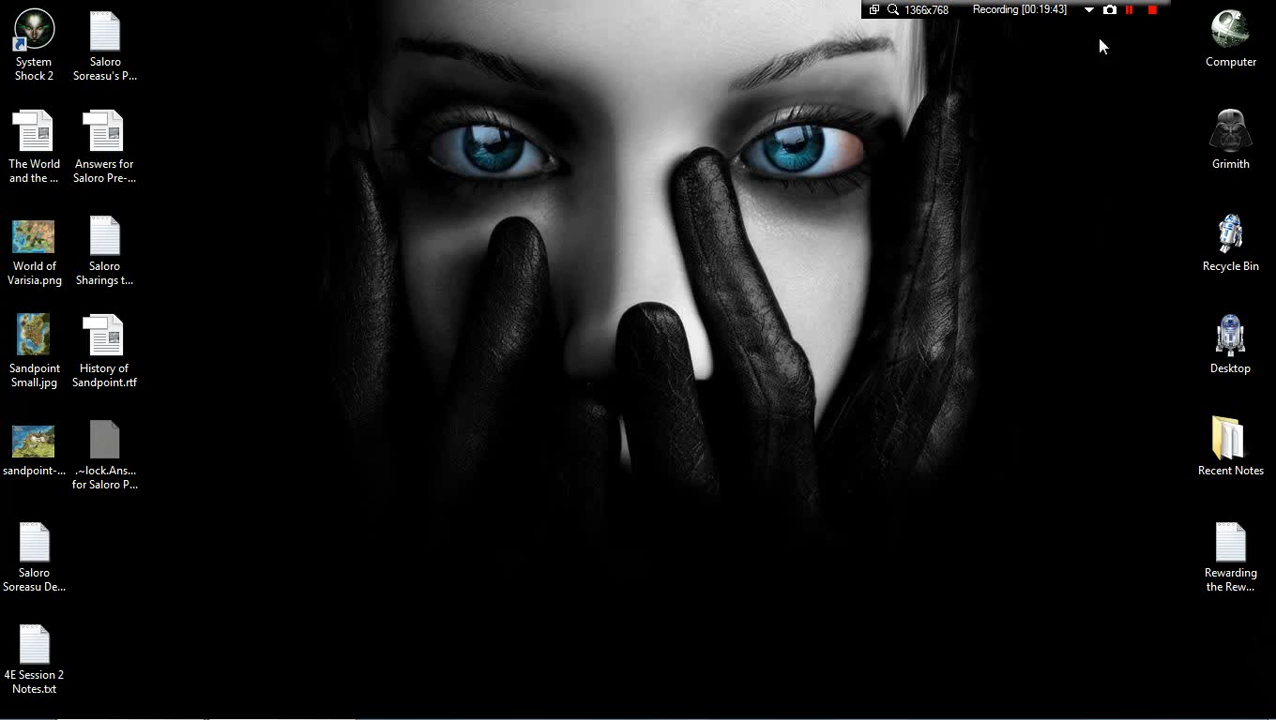 1366x768
Recording [00:19:43]
System
Shock 2
Saloro
Soreasu's P...
The World
and the ...
Answers for
Saloro Pre-...
World of
Varisia.png
Saloro
Sharings t...
Sandpoint
Small.jpg
History of
Sandpoint.rtf
sandpoint-...
.~lock.Ans...
for Saloro P...
Saloro
Soreasu De...
4E Session 2
Notes.txt
Computer
Grimith
Recycle Bin
Desktop
Recent Notes
Rewarding
the Rew...